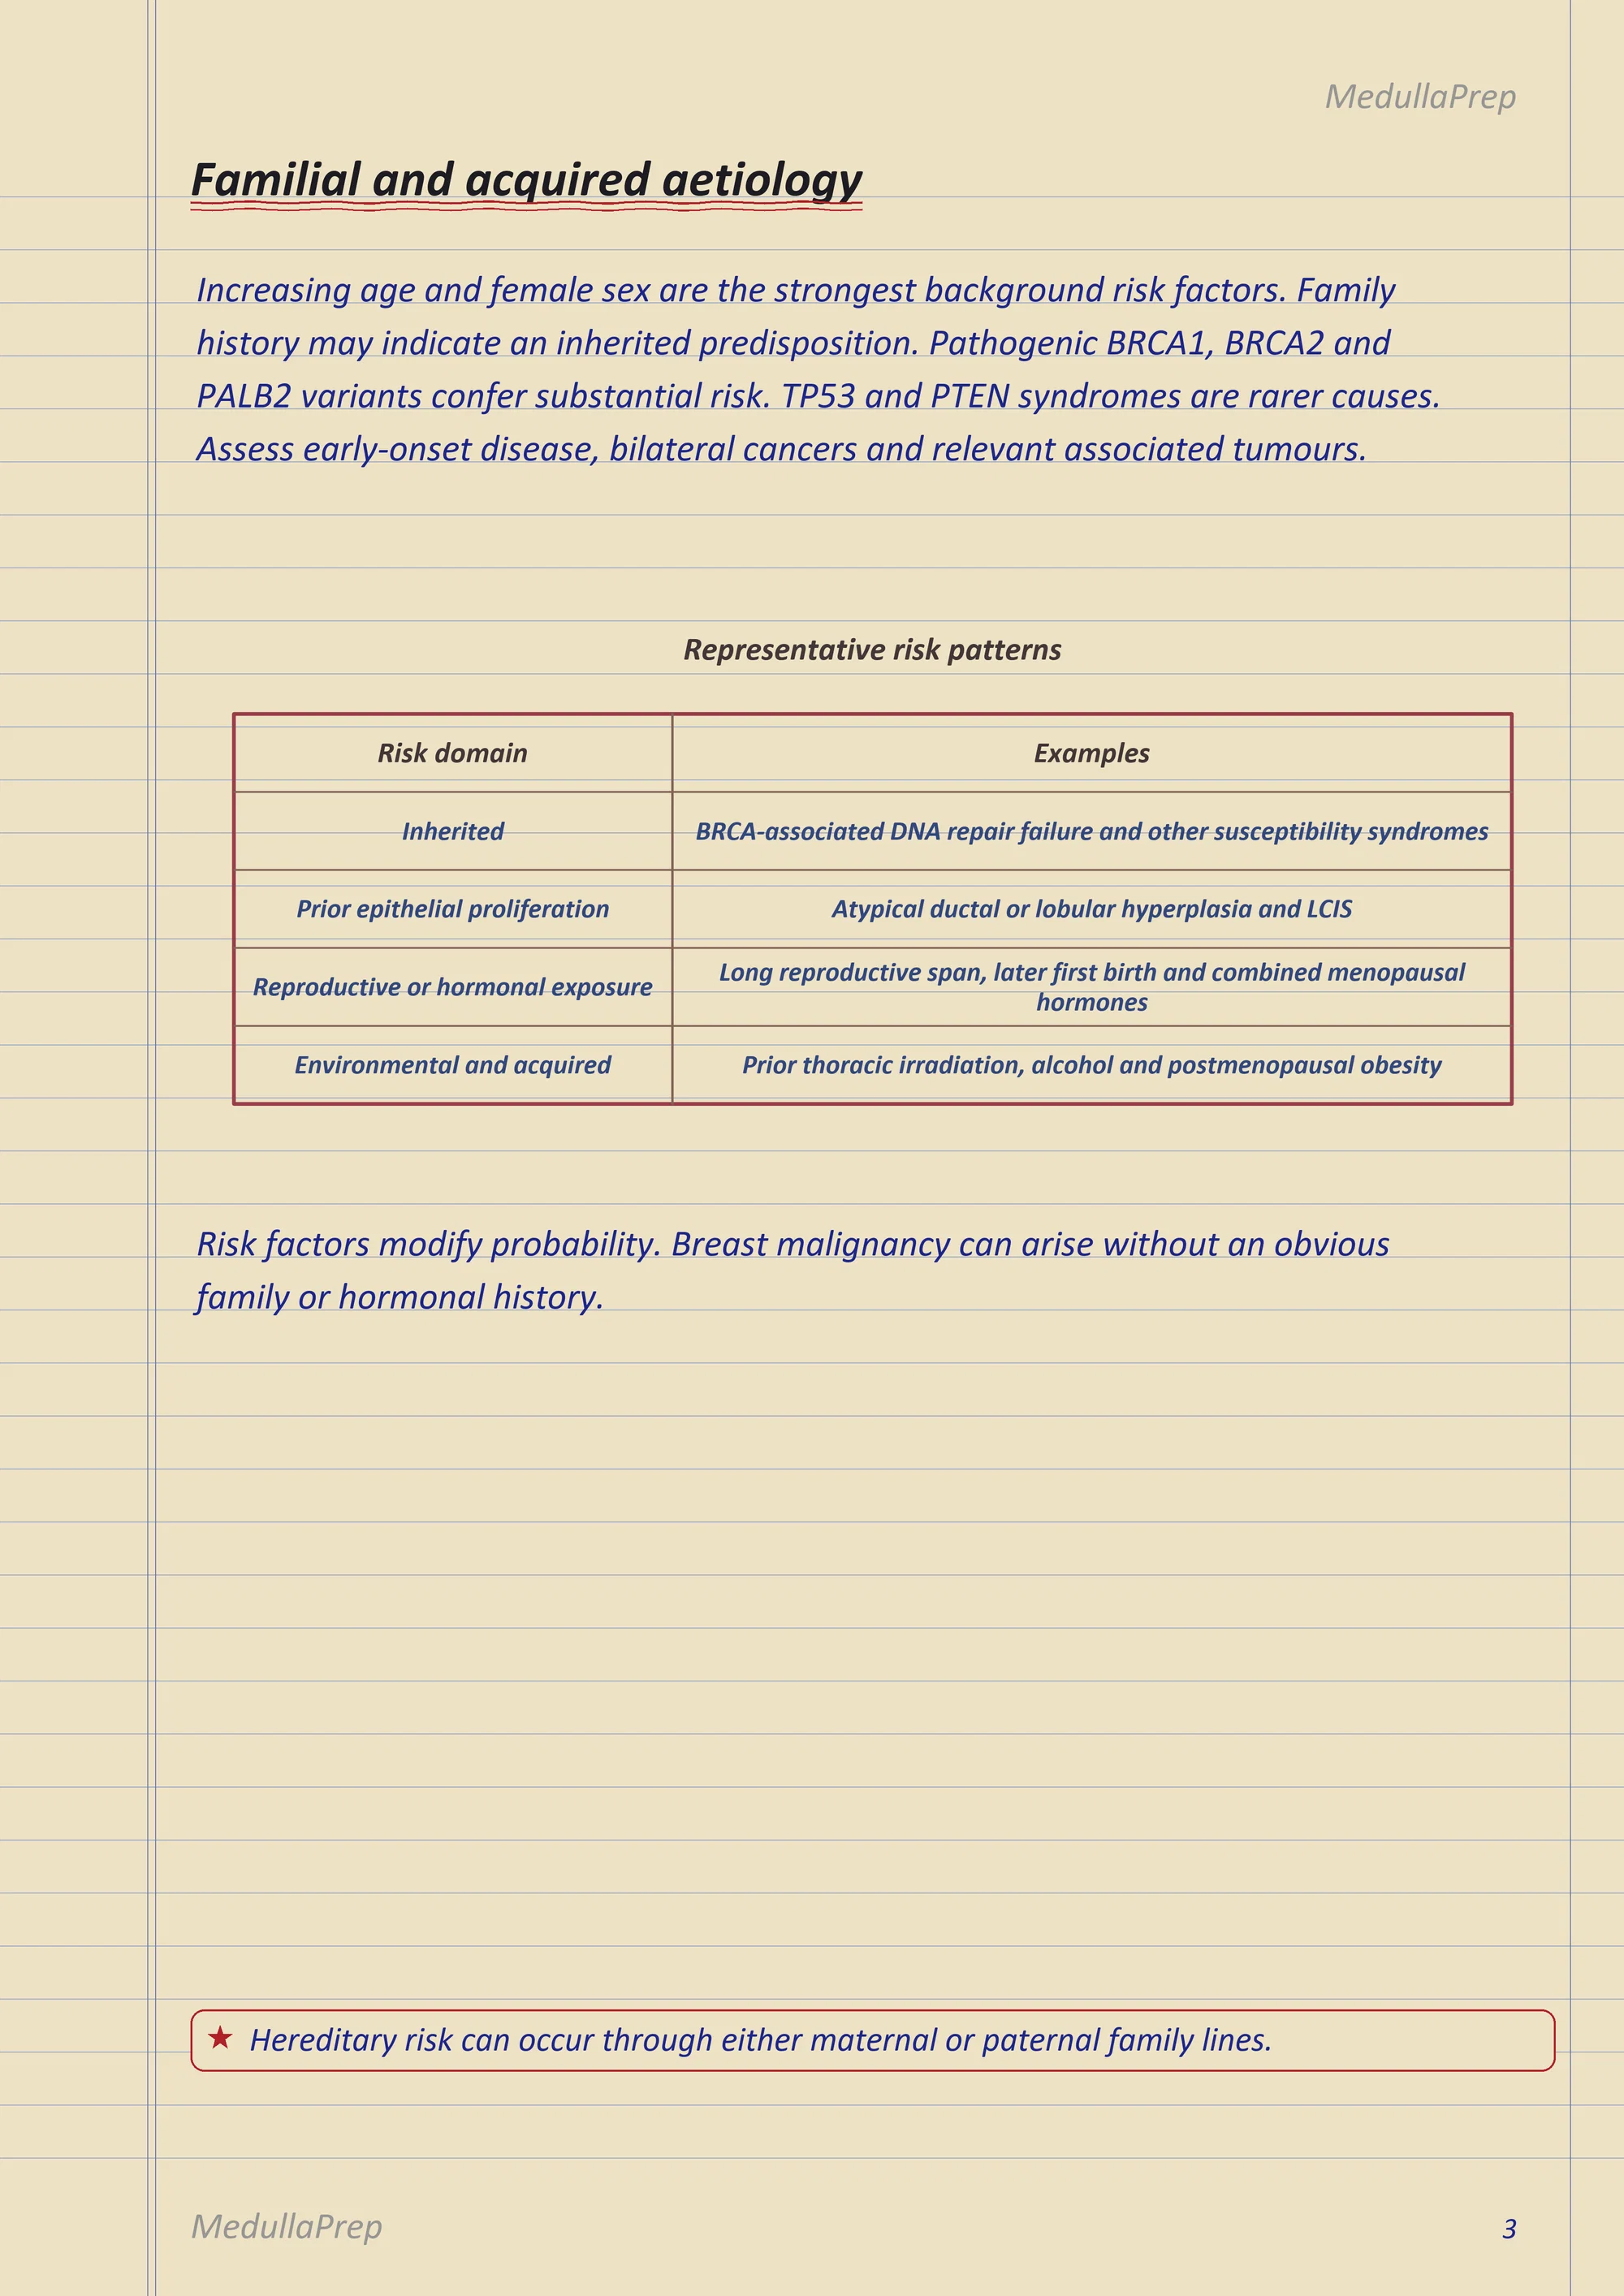 MedullaPrep
Familial and acquired aetiology
Increasing age and female sex are the strongest background risk factors. Family
history may indicate an inherited predisposition. Pathogenic BRCA1, BRCA2 and
PALB2 variants confer substantial risk. TP53 and PTEN syndromes are rarer causes.
Assess early-onset disease, bilateral cancers and relevant associated tumours.
Representative risk patterns
Risk domain Examples
Inherited BRCA-associated DNA repair failure and other susceptibility syndromes
Prior epithelial proliferation Atypical ductal or lobular hyperplasia and LCIS
Reproductive or hormonal exposure Long reproductive span, later first birth and combined menopausal
hormones
Environmental and acquired Prior thoracic irradiation, alcohol and postmenopausal obesity
Risk factors modify probability. Breast malignancy can arise without an obvious
family or hormonal history.
★ Hereditary risk can occur through either maternal or paternal family lines.
MedullaPrep 3